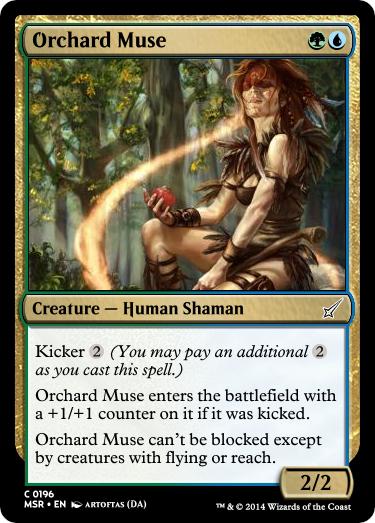 Orchard Muse
Creature — Human Shaman
Kicker 2 (You may pay an additional 2
as you cast this spell.)
Orchard Muse enters the battlefield with
a +1/+1 counter on it if it was kicked.
Orchard Muse can't be blocked except
by creatures with flying or reach.
2/2
C 0196
MSR • EN ARTOFTAS (DA)
™ & © 2014 Wizards of the Coast